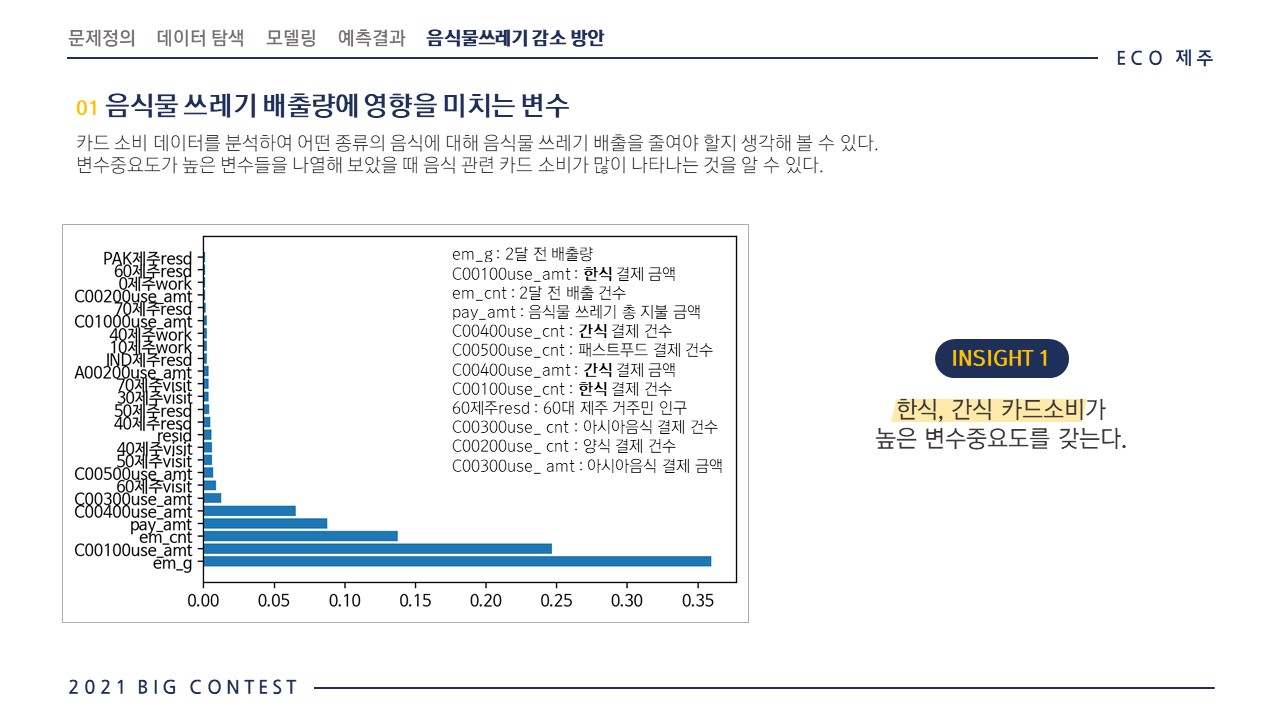 문제정의 데이터 탐색 모델링 예측결과 음식물쓰레기 감소 방안
ECO 제주
01 음식물 쓰레기 배출량에 영향을 미치는 변수
카드 소비 데이터를 분석하여 어떤 종류의 음식에 대해 음식물 쓰레기 배출을 줄여야 할지 생각해 볼 수 있다.
변수중요도가 높은 변수들을 나열해 보았을 때 음식 관련 카드 소비가 많이 나타나는 것을 알 수 있다.
PAK제주resd
60제주resd
0제주work
C00200use_amt
70제주resd
C01000use_amt
40제주work
10제주work
IND제주resd
A00200use_amt
70제주visit
30제주visit
50제주resd
40제주resd
resid
40제주visit
50제주visit
C00500use_amt
60제주visit
C00300use_amt
C00400use_amt
pay_amt
em_cnt
C00100use_amt
em_g
0.00 0.05 0.10 0.15 0.20 0.25 0.30 0.35
em_g : 2달 전 배출량
C00100use_amt : 한식 결제 금액
em_cnt : 2달 전 배출 건수
pay_amt : 음식물 쓰레기 총 지불 금액
C00400use_cnt : 간식 결제 건수
C00500use_cnt : 패스트푸드 결제 건수
C00400use_amt : 간식 결제 금액
C00100use_cnt : 한식 결제 건수
60제주resd : 60대 제주 거주민 인구
C00300use_ cnt : 아시아음식 결제 건수
C00200use_ cnt : 양식 결제 건수
C00300use_ amt : 아시아음식 결제 금액
INSIGHT 1
한식, 간식 카드소비가
높은 변수중요도를 갖는다.
2021 BIG CONTEST